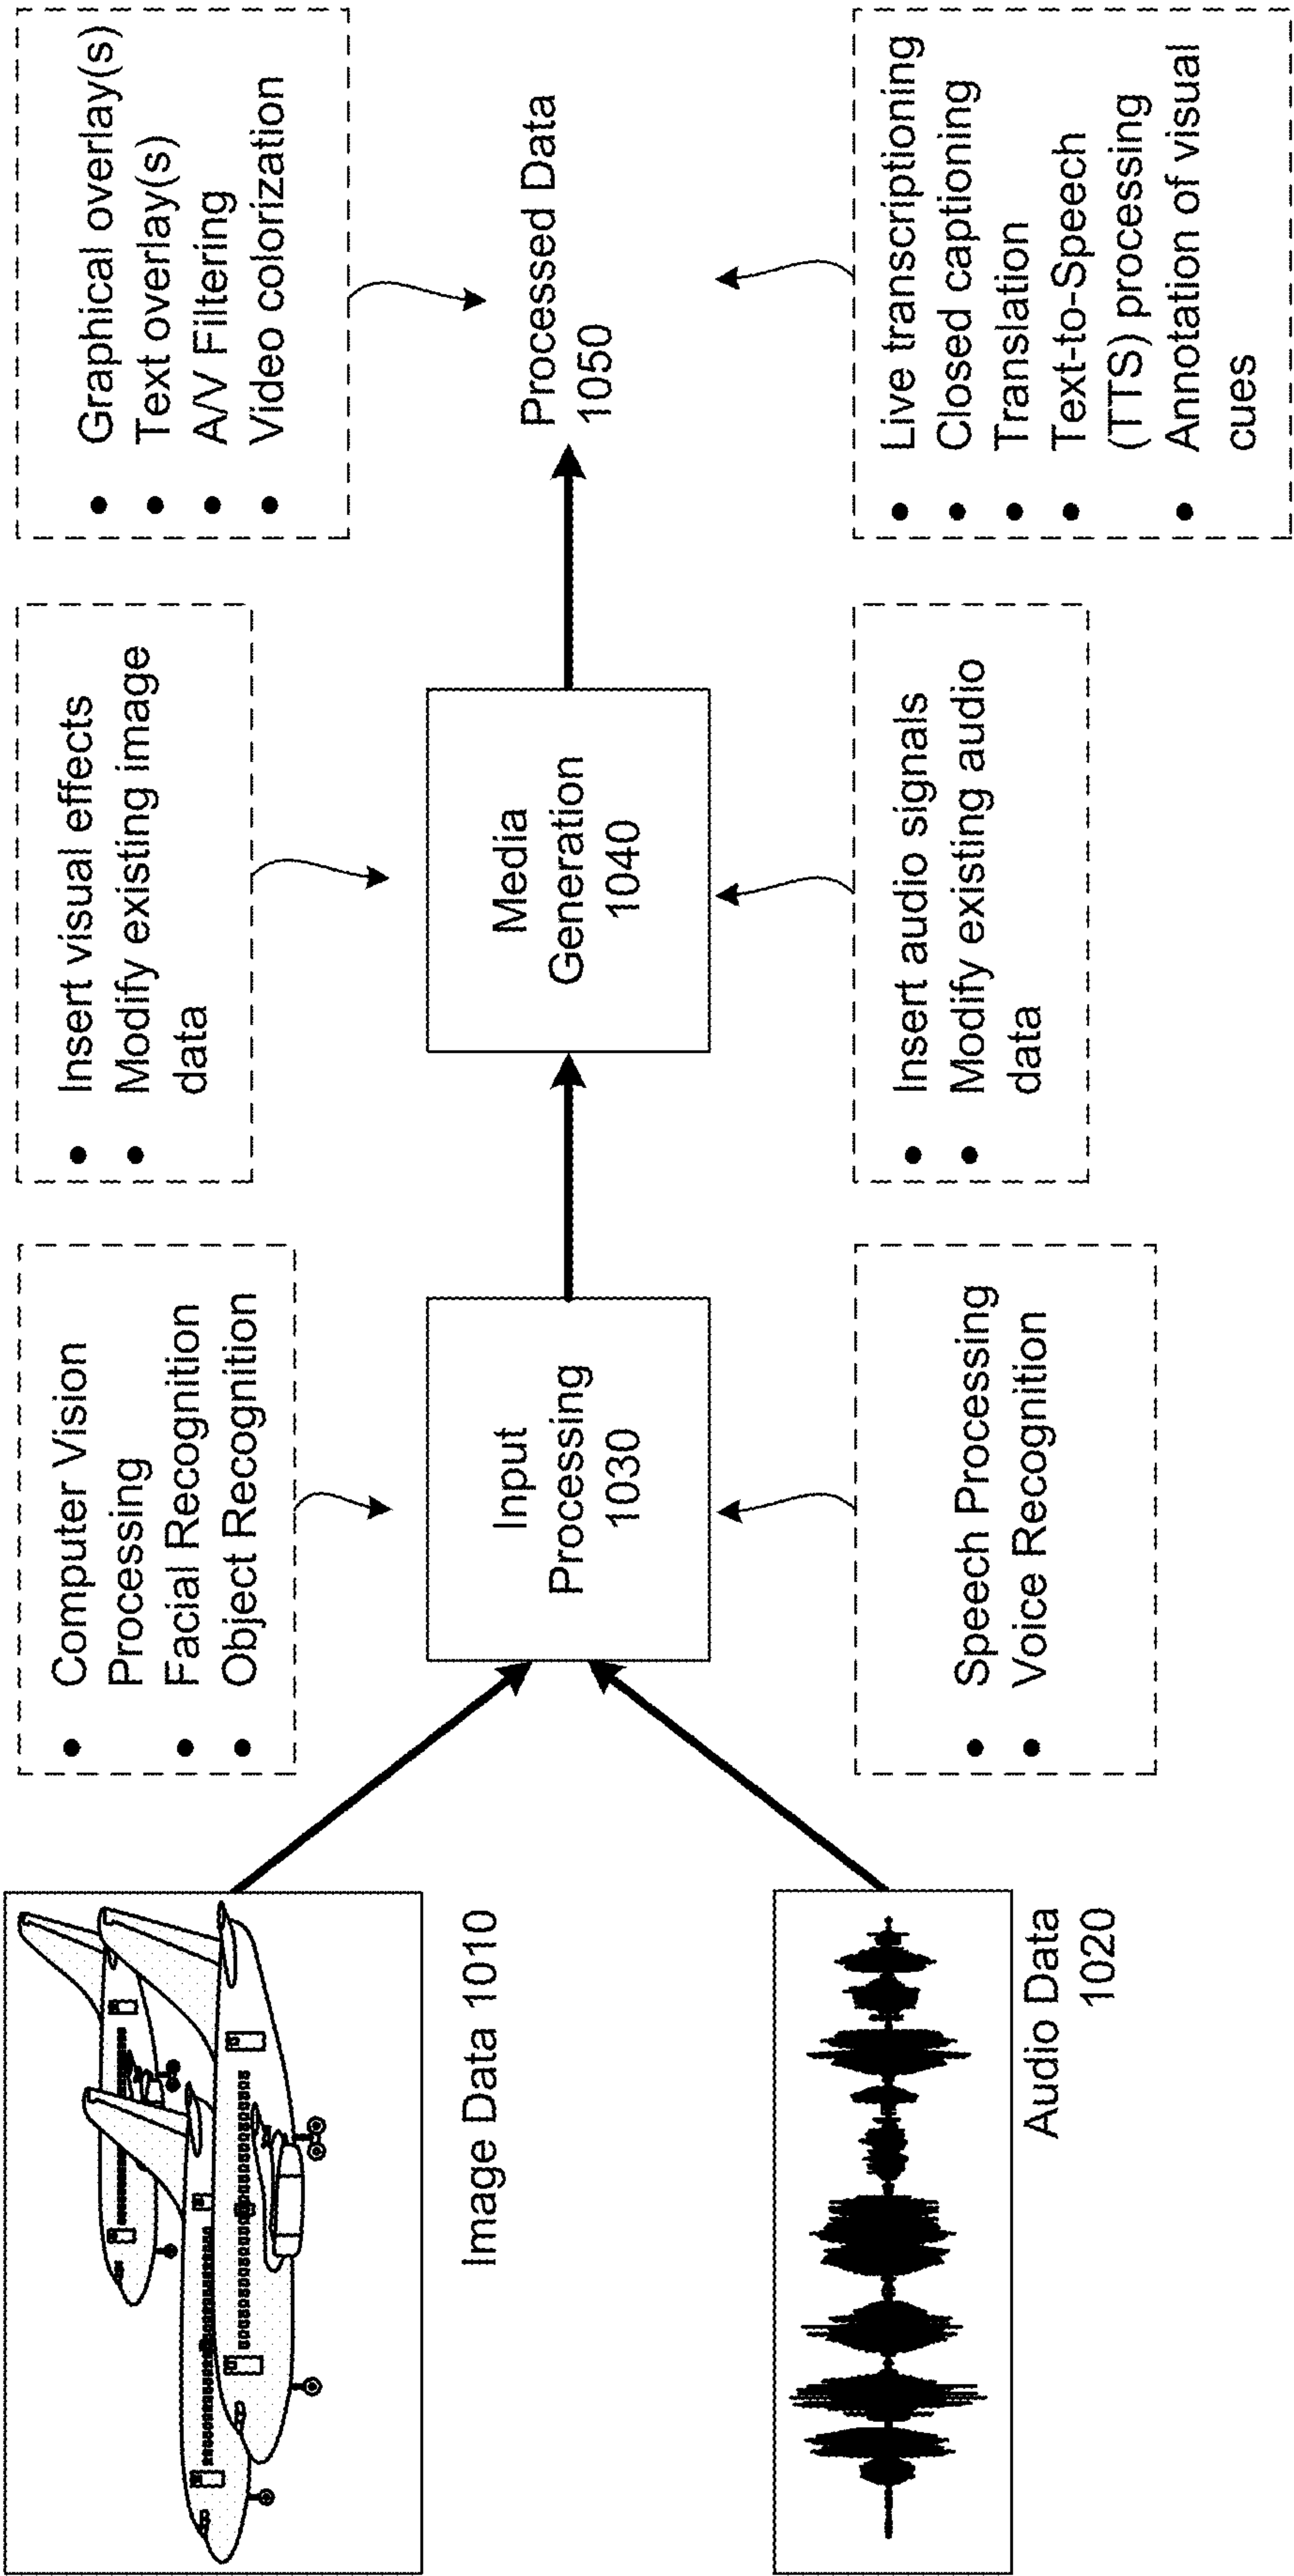 Image Data 1010
Audio Data
1020
• Computer Vision
Processing
• Facial Recognition
• Object Recognition
Input
Processing
1030
• Speech Processing
• Voice Recognition
• Insert visual effects
• Modify existing image
data
Media
Generation
1040
• Insert audio signals
• Modify existing audio
data
• Graphical overlay(s)
• Text overlay(s)
• A/V Filtering
• Video colorization
Processed Data
1050
• Live transcriptioning
• Closed captioning
• Translation
• Text-to-Speech
(TTS) processing
• Annotation of visual
cues